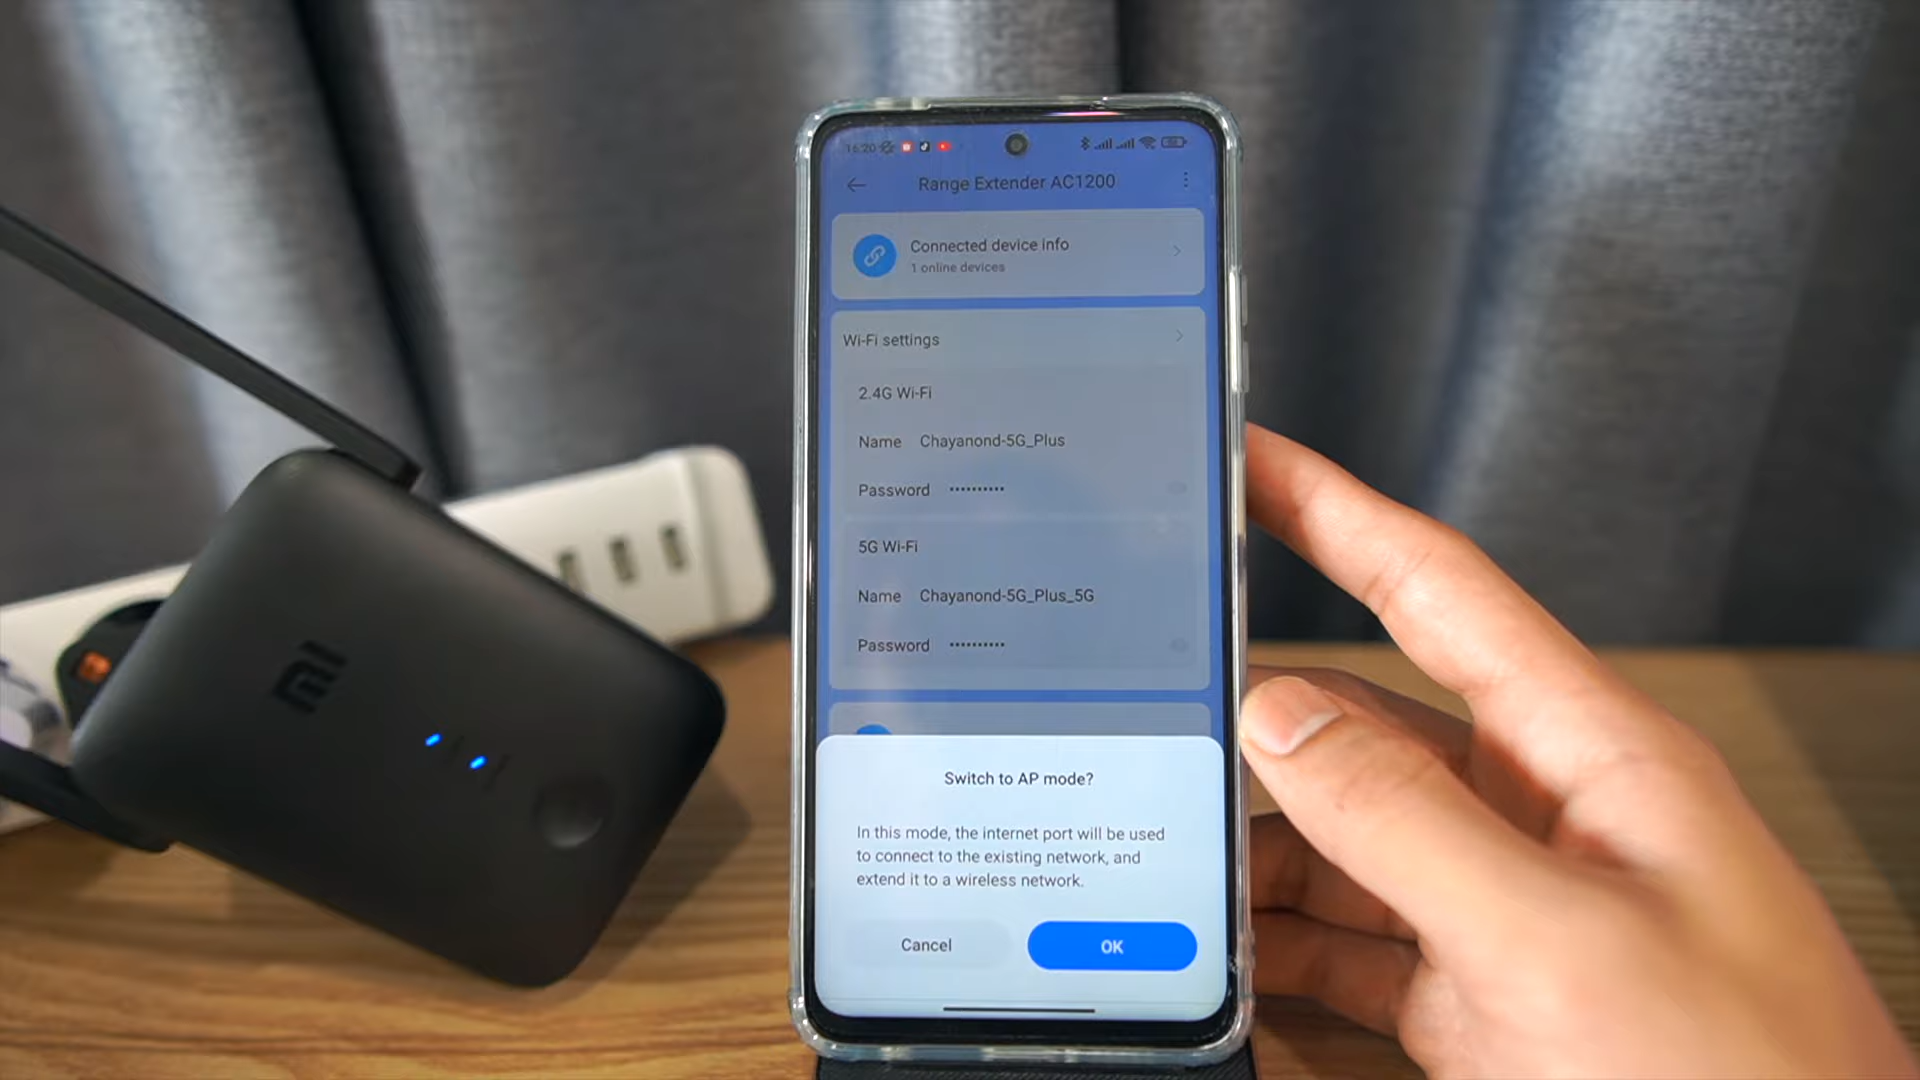 16:20
Range Extender AC1200
Connected device info
1 online devices
Wi-Fi settings
2.4G Wi-Fi
Name Chayanond-5G_Plus
Password ••••••••••
5G Wi-Fi
Name Chayanond-5G_Plus_5G
Password ••••••••••
Switch to AP mode?
In this mode, the internet port will be used
to connect to the existing network, and
extend it to a wireless network.
Cancel
OK
mi